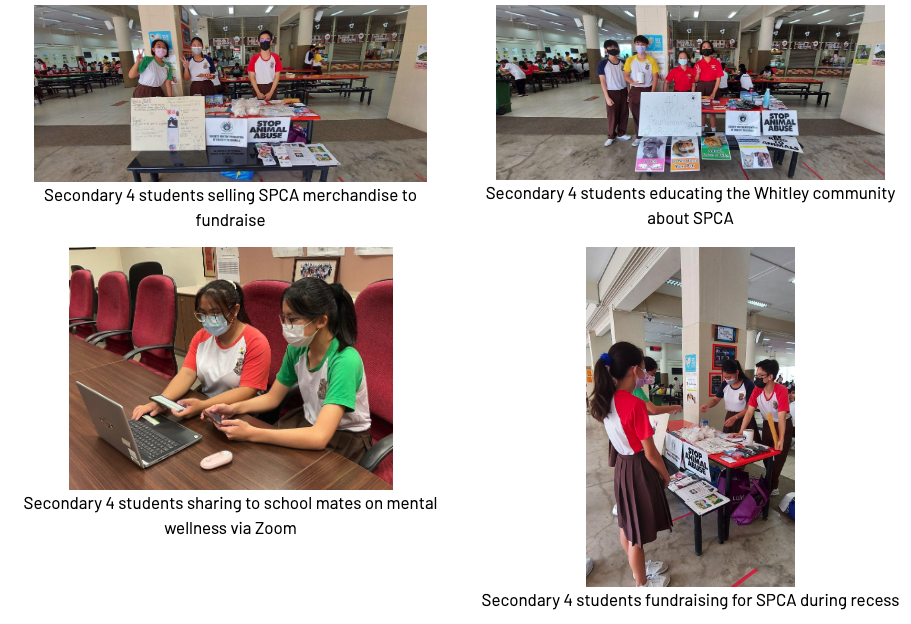 STOP
ANIMAL
ABUSE
Secondary 4 students selling SPCA merchandise to
fundraise
STOP
ANIMAL
ABUSE
Secondary 4 students educating the Whitley community
about SPCA
Secondary 4 students sharing to school mates on mental
wellness via Zoom
STOP
ANIMAL
ABUSE
Secondary 4 students fundraising for SPCA during recess